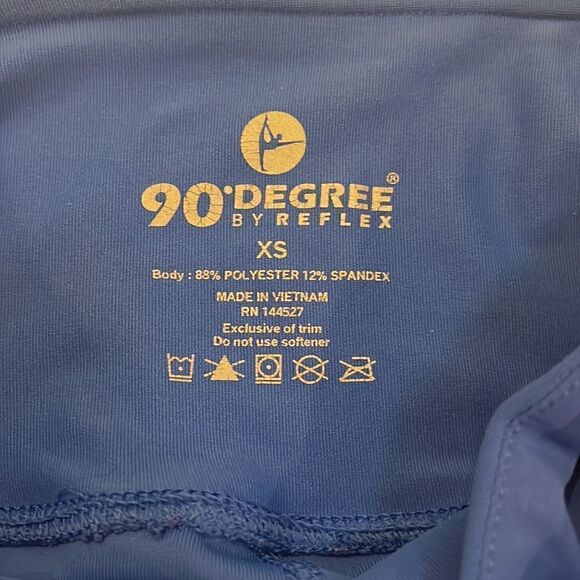 90°DEGREE®
BY REFLEX
XS
Body : 88% POLYESTER 12% SPANDEX
MADE IN VIETNAM
RN 144527
Exclusive of trim
Do not use softener